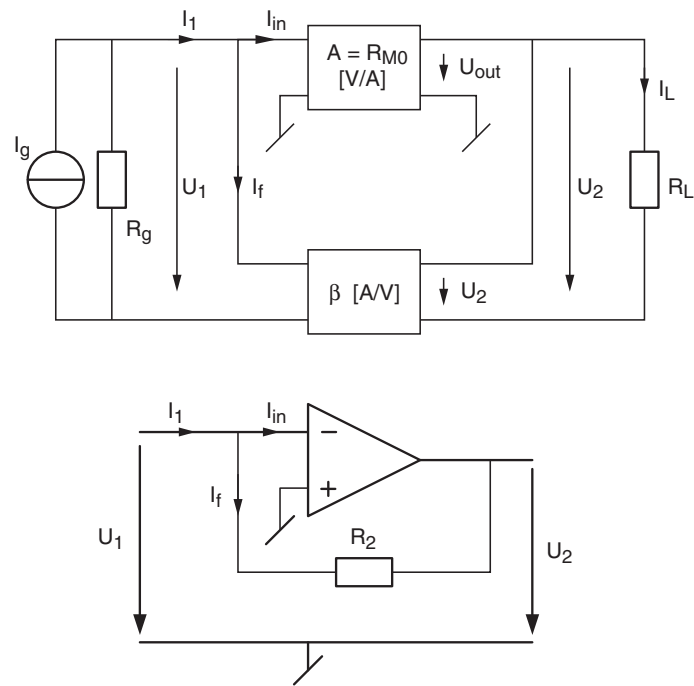 I1
Iin
A = RM0
[V/A]
Uout
IL
Ig
Rg
U1
If
U2
RL
β [A/V]
U2
I1
Iin
−
+
If
R2
U1
U2